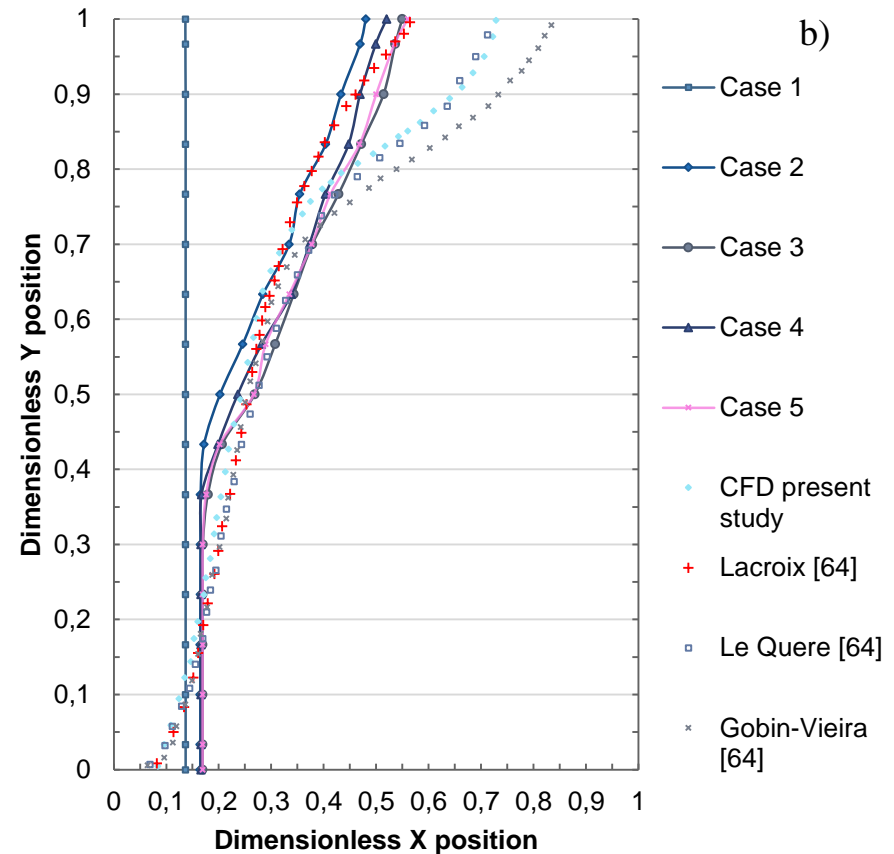 b)
Dimensionless Y position
1
0,9
0,8
0,7
0,6
0,5
0,4
0,3
0,2
0,1
0
0 0,1 0,2 0,3 0,4 0,5 0,6 0,7 0,8 0,9 1
Dimensionless X position
Case 1
Case 2
Case 3
Case 4
Case 5
CFD present
study
Lacroix [64]
Le Quere [64]
Gobin-Vieira
[64]